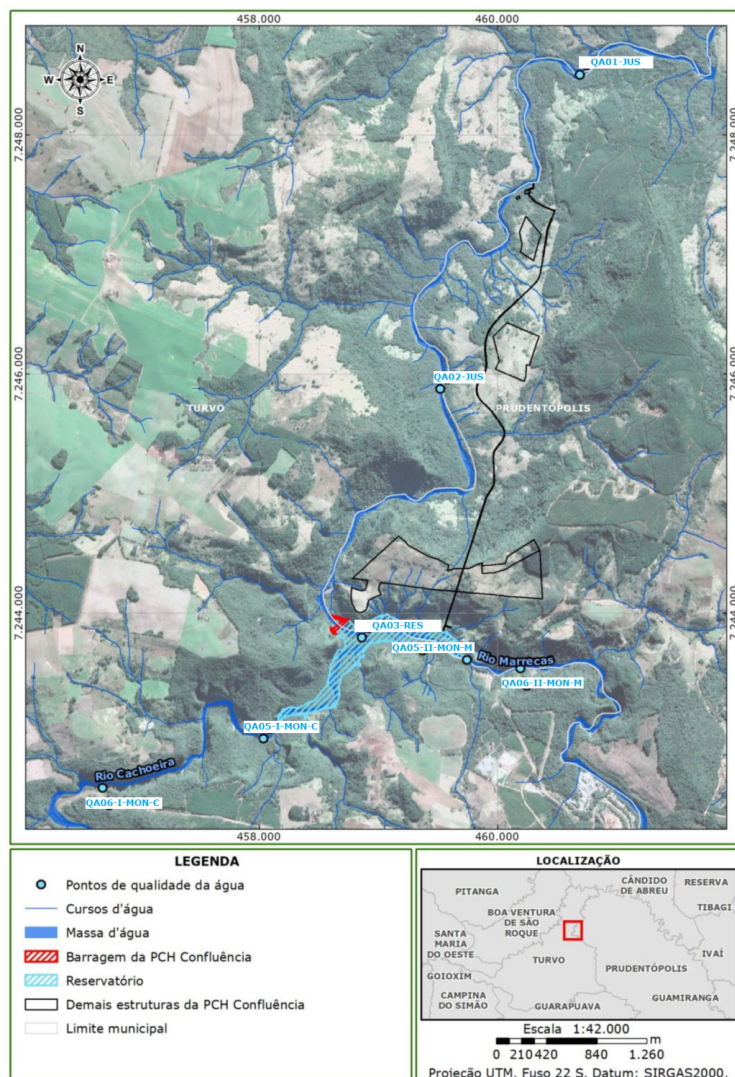 458.000
460.000
N
W
E
S
QA01-JUS
7.248.000
7.248.000
7.246.000
7.246.000
QA02-JUS
TURVO
PRUDENTÓPOLIS
7.244.000
7.244.000
QA03-RES
QA05-II-MON-M
Rio Marrecas
QA06-II-MON-M
QA05-I-MON-C
Rio Cachoeira
QA06-I-MON-C
458.000
460.000
LEGENDA
Pontos de qualidade da água
Cursos d'água
Massa d'água
Barragem da PCH Confluência
Reservatório
Demais estruturas da PCH Confluência
Limite municipal
LOCALIZAÇÃO
PITANGA
CÂNDIDO
DE ABREU
RESERVA
TIBAGI
BOA VENTURA
DE SÃO
ROQUE
SANTA
MARIA
DO OESTE
TURVO
IVAÍ
GOIOXIM
PRUDENTÓPOLIS
CAMPINA
DO SIMÃO
GUARAPUAVA
GUAMIRANGA
Escala 1:42.000
m
0 210 420 840 1.260
Projeção UTM. Fuso 22 S. Datum: SIRGAS2000.